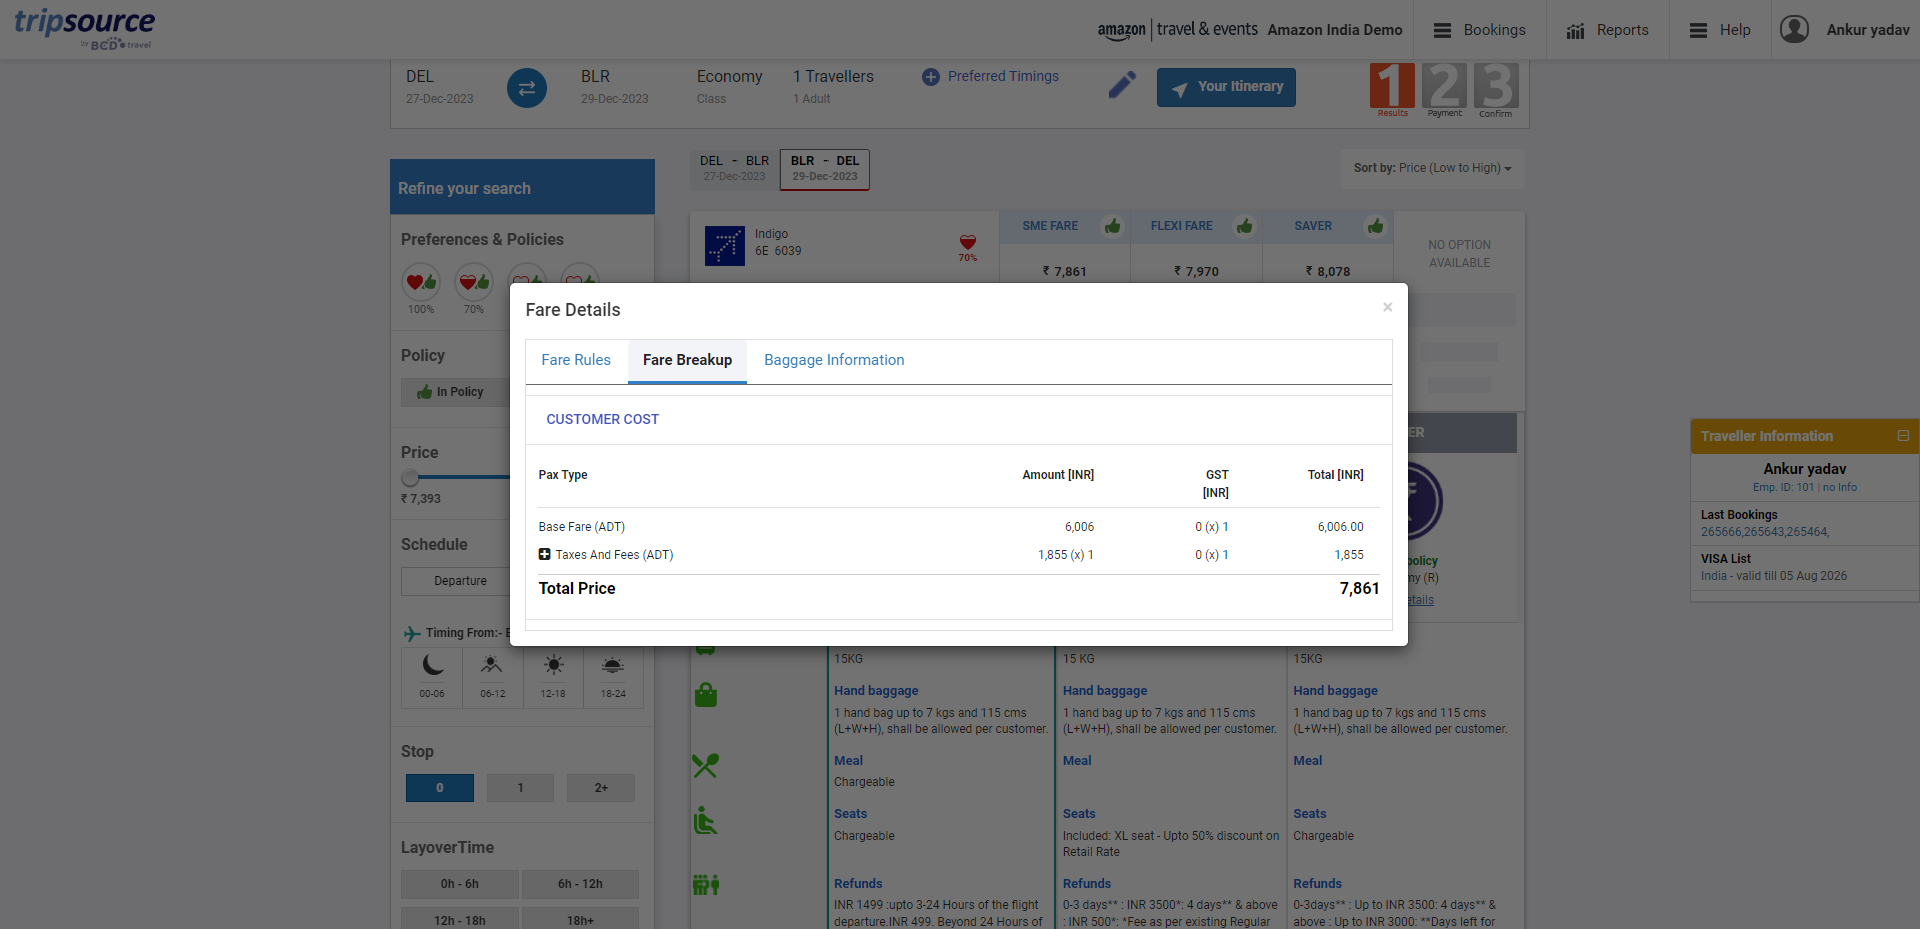 tripsource
by BCD travel
amazon travel & events
Amazon India Demo
Bookings
Reports
Help
Ankur yadav
DEL
27-Dec-2023
BLR
29-Dec-2023
Economy
Class
1 Travellers
1 Adult
Preferred Timings
Your Itinerary
1 2 3
Results Payment Confirm
Refine your search
DEL - BLR
27-Dec-2023
BLR - DEL
29-Dec-2023
Sort by: Price (Low to High)
Preferences & Policies
100%
70%
Policy
In Policy
Price
₹ 7,393
Schedule
Departure
Timing From:-
00-06
06-12
12-18
18-24
Stop
0
1
2+
LayoverTime
0h - 6h
6h - 12h
12h - 18h
18h+
Indigo
6E 6039
70%
SME FARE
FLEXI FARE
SAVER
₹ 7,861
₹ 7,970
₹ 8,078
NO OPTION
AVAILABLE
Fare Details
×
Fare Rules
Fare Breakup
Baggage Information
CUSTOMER COST
Pax Type Amount [INR] GST [INR] Total [INR]
Base Fare (ADT) 6,006 0 (x) 1 6,006.00
Taxes And Fees (ADT) 1,855 (x) 1 0 (x) 1 1,855
Total Price 7,861
ER
policy
my (R)
etails
15KG
15 KG
15KG
Hand baggage
1 hand bag up to 7 kgs and 115 cms
(L+W+H), shall be allowed per customer.
Hand baggage
1 hand bag up to 7 kgs and 115 cms
(L+W+H), shall be allowed per customer.
Hand baggage
1 hand bag up to 7 kgs and 115 cms
(L+W+H), shall be allowed per customer.
Meal
Chargeable
Meal
Meal
Seats
Chargeable
Seats
Included: XL seat - Upto 50% discount on
Retail Rate
Seats
Chargeable
Refunds
INR 1499 :upto 3-24 Hours of the flight
departure.INR 499. Beyond 24 Hours of
Refunds
0-3 days** : INR 3500*: 4 days** & above
: INR 500*: *Fee as per existing Regular
Refunds
0-3days** : Up to INR 3500: 4 days** &
above : Up to INR 3000: **Days left for
Traveller Information
Ankur yadav
Emp. ID: 101 | no Info
Last Bookings
265666,265643,265464,
VISA List
India - valid till 05 Aug 2026